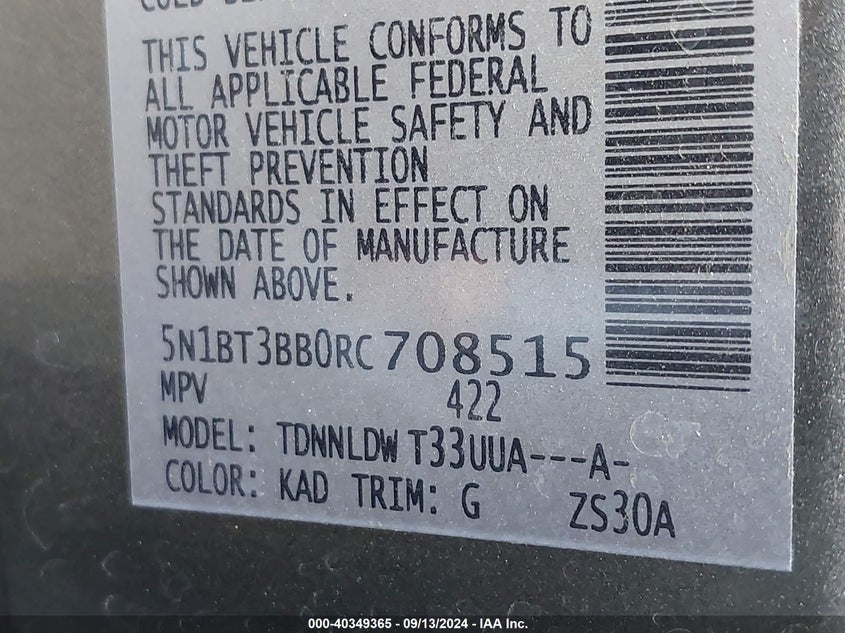 THIS VEHICLE CONFORMS TO
ALL APPLICABLE FEDERAL
MOTOR VEHICLE SAFETY AND
THEFT PREVENTION
STANDARDS IN EFFECT ON
THE DATE OF MANUFACTURE
SHOWN ABOVE.
5N1BT3BB0RC708515
MPV 422
MODEL: TDNNLDW T33UUA---A-
COLOR: KAD TRIM: G ZS30A
000-40349365 - 09/13/2024 - IAA Inc.